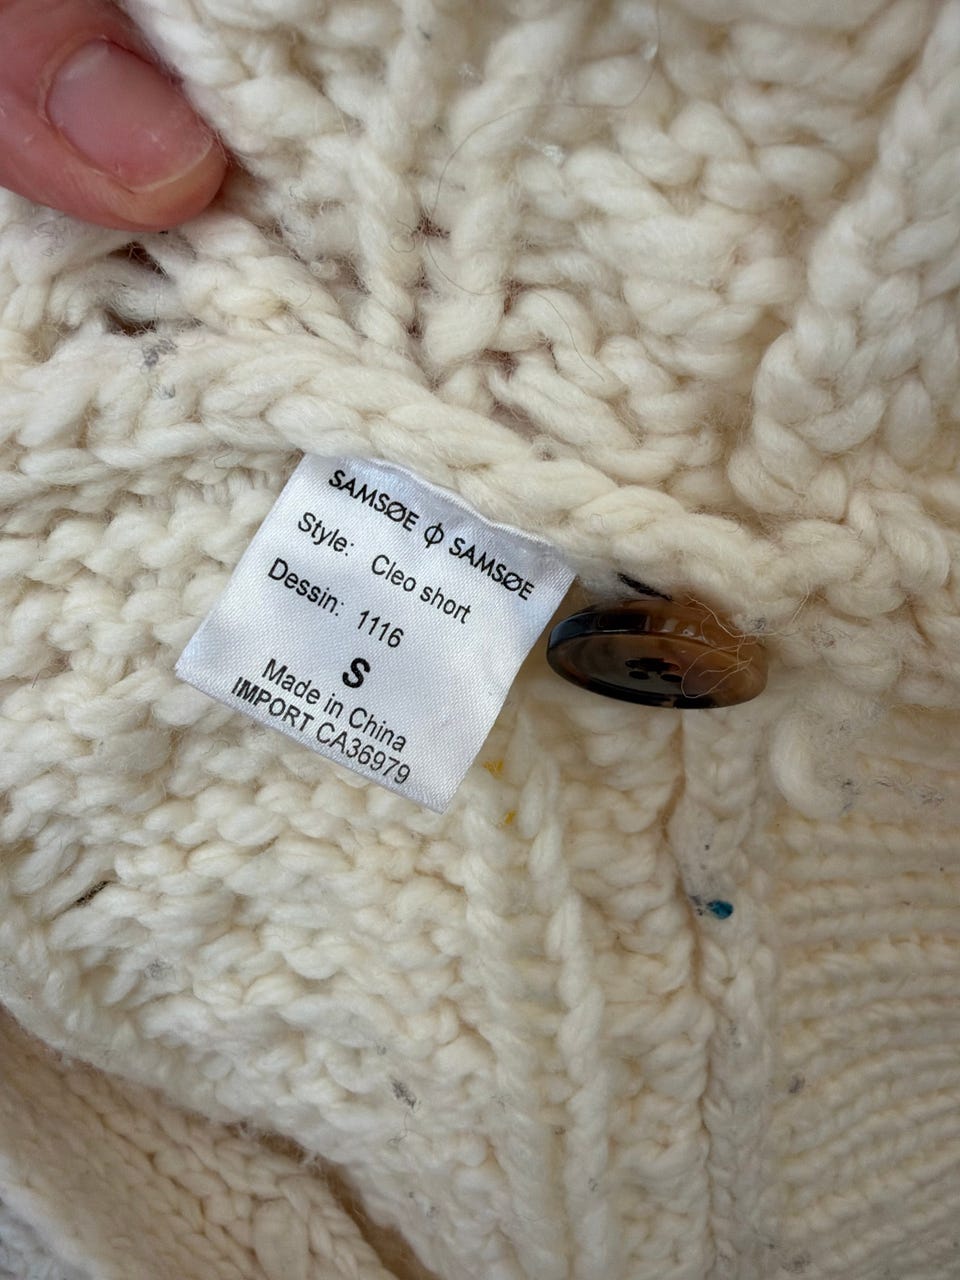 SAMSØE ⌽ SAMSØE
Style: Cleo short
Dessin: 1116
S
Made in China
IMPORT CA36979